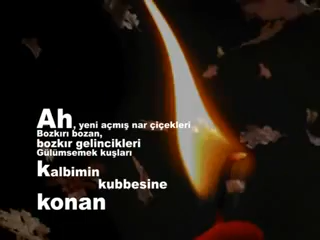 Ah, yeni açmış nar çiçekleri
Bozkırı bozan,
bozkır gelincikleri
Gülümsemek kuşları
kalbimin
kubbesine
konan